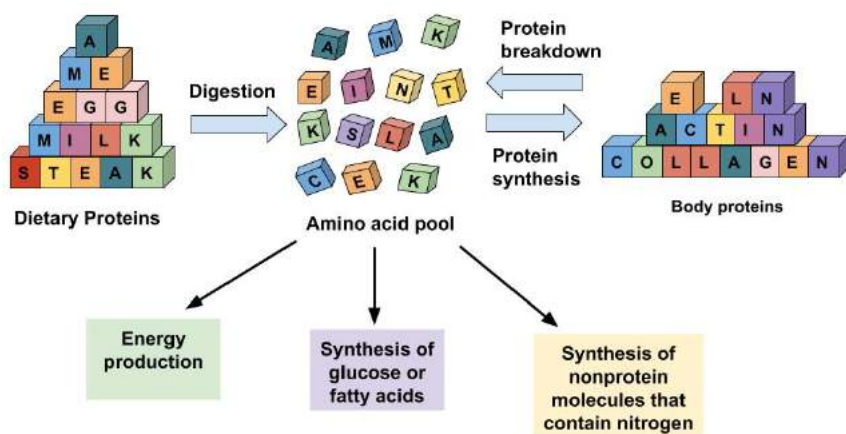 A
M E
E G G
M I L K
S T E A K
Dietary Proteins
Digestion
A M K
E I N T
K S L A
C E K
Amino acid pool
Protein
breakdown
Protein
synthesis
E L N
A C T I N
C O L L A G E N
Body proteins
Energy
production
Synthesis of
glucose or
fatty acids
Synthesis of
nonprotein
molecules that
contain nitrogen